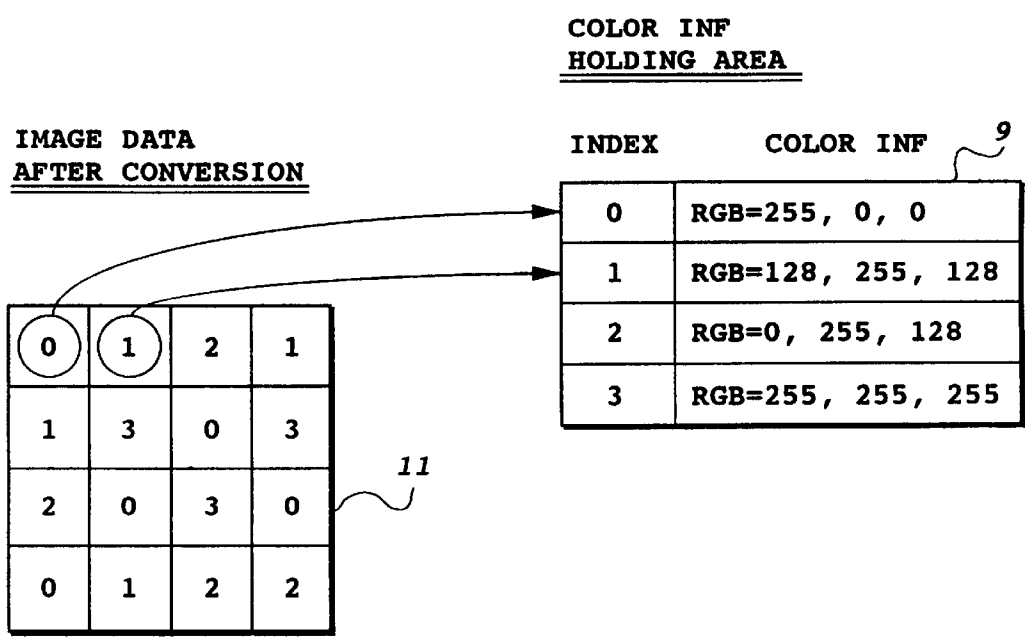 COLOR INF
HOLDING AREA
IMAGE DATA
AFTER CONVERSION
INDEX COLOR INF 9
0 RGB=255, 0, 0
1 RGB=128, 255, 128
2 RGB=0, 255, 128
3 RGB=255, 255, 255
0 1 2 1
1 3 0 3
11
2 0 3 0
0 1 2 2